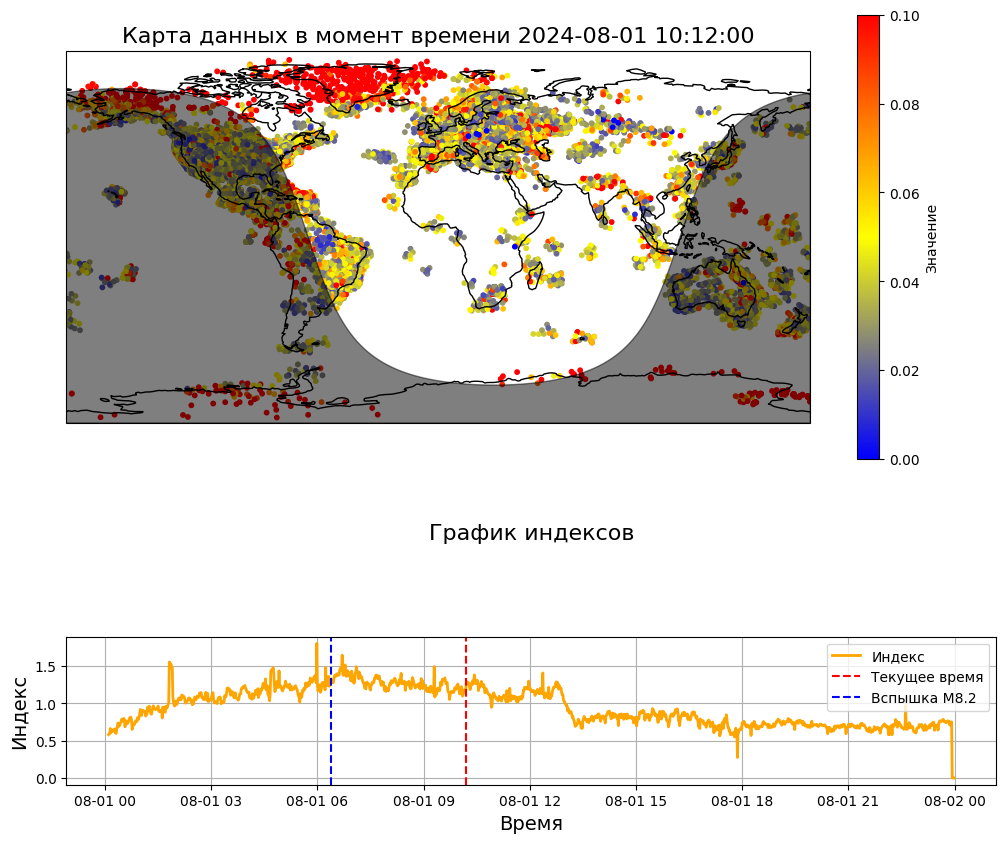 Карта данных в момент времени 2024-08-01 10:12:00
0.10
0.08
0.06
0.04
0.02
0.00
Значение
График индексов
Индекс
1.5
1.0
0.5
0.0
Индекс
Текущее время
Вспышка M8.2
08-01 00 08-01 03 08-01 06 08-01 09 08-01 12 08-01 15 08-01 18 08-01 21 08-02 00
Время